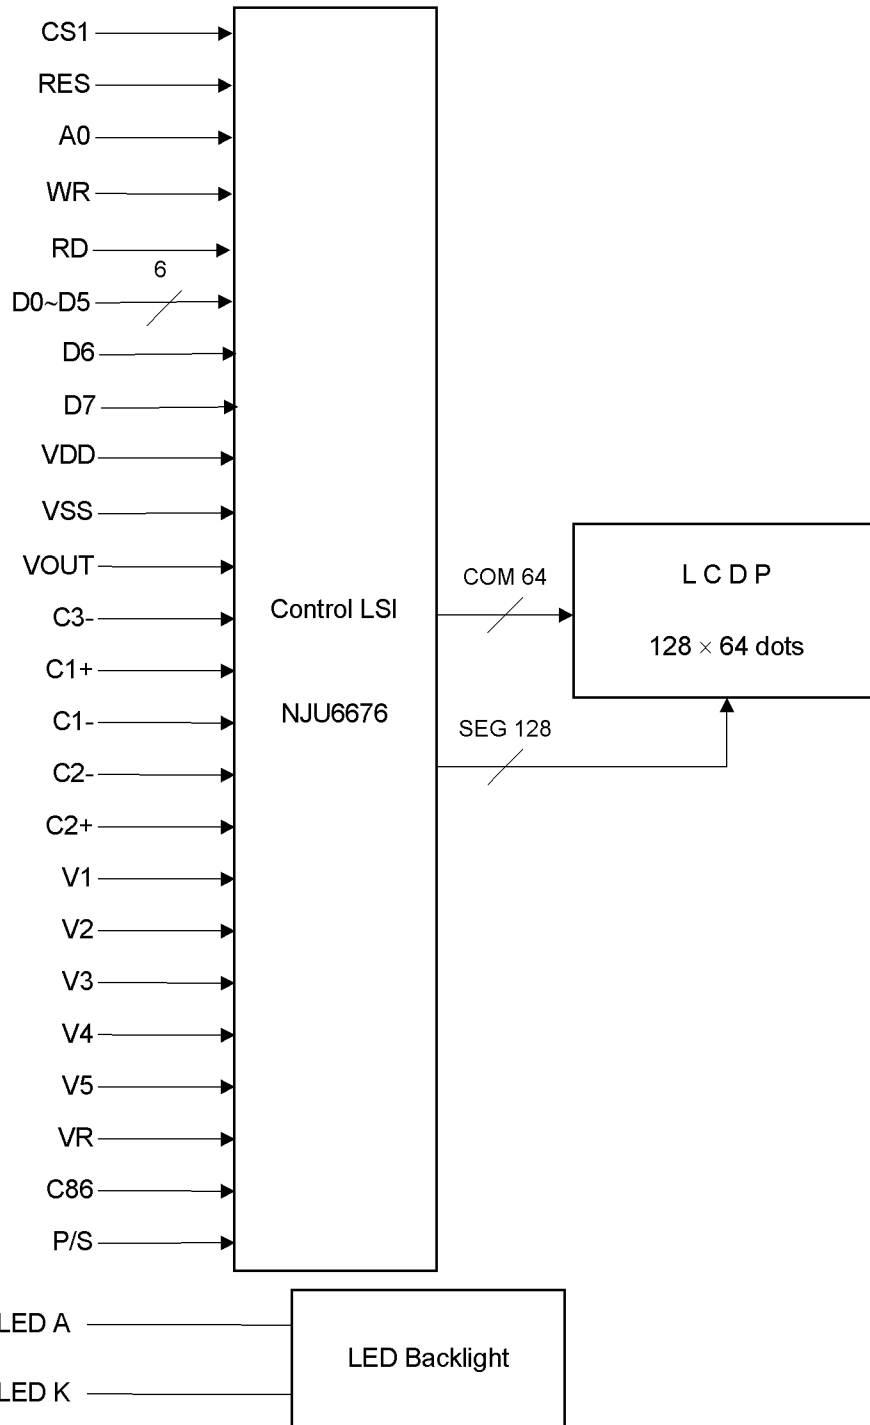 CS1
RES
A0
WR
RD
6
D0~D5
D6
D7
VDD
VSS
VOUT
C3-
C1+
C1-
C2-
C2+
V1
V2
V3
V4
V5
VR
C86
P/S
Control LSI
NJU6676
COM 64
SEG 128
L C D P
128 × 64 dots
LED A
LED K
LED Backlight